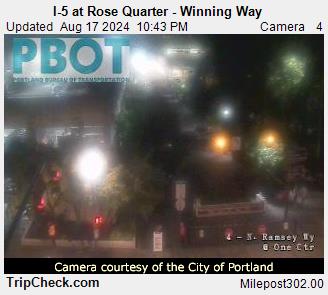 I-5 at Rose Quarter - Winning Way
Updated Aug 17 2024 10:43 PM Camera 4
PBOT
PORTLAND BUREAU OF TRANSPORTATION
4 - N. Ramsey Wy
@ One Ctr
Camera courtesy of the City of Portland
TripCheck.com Milepost302.00